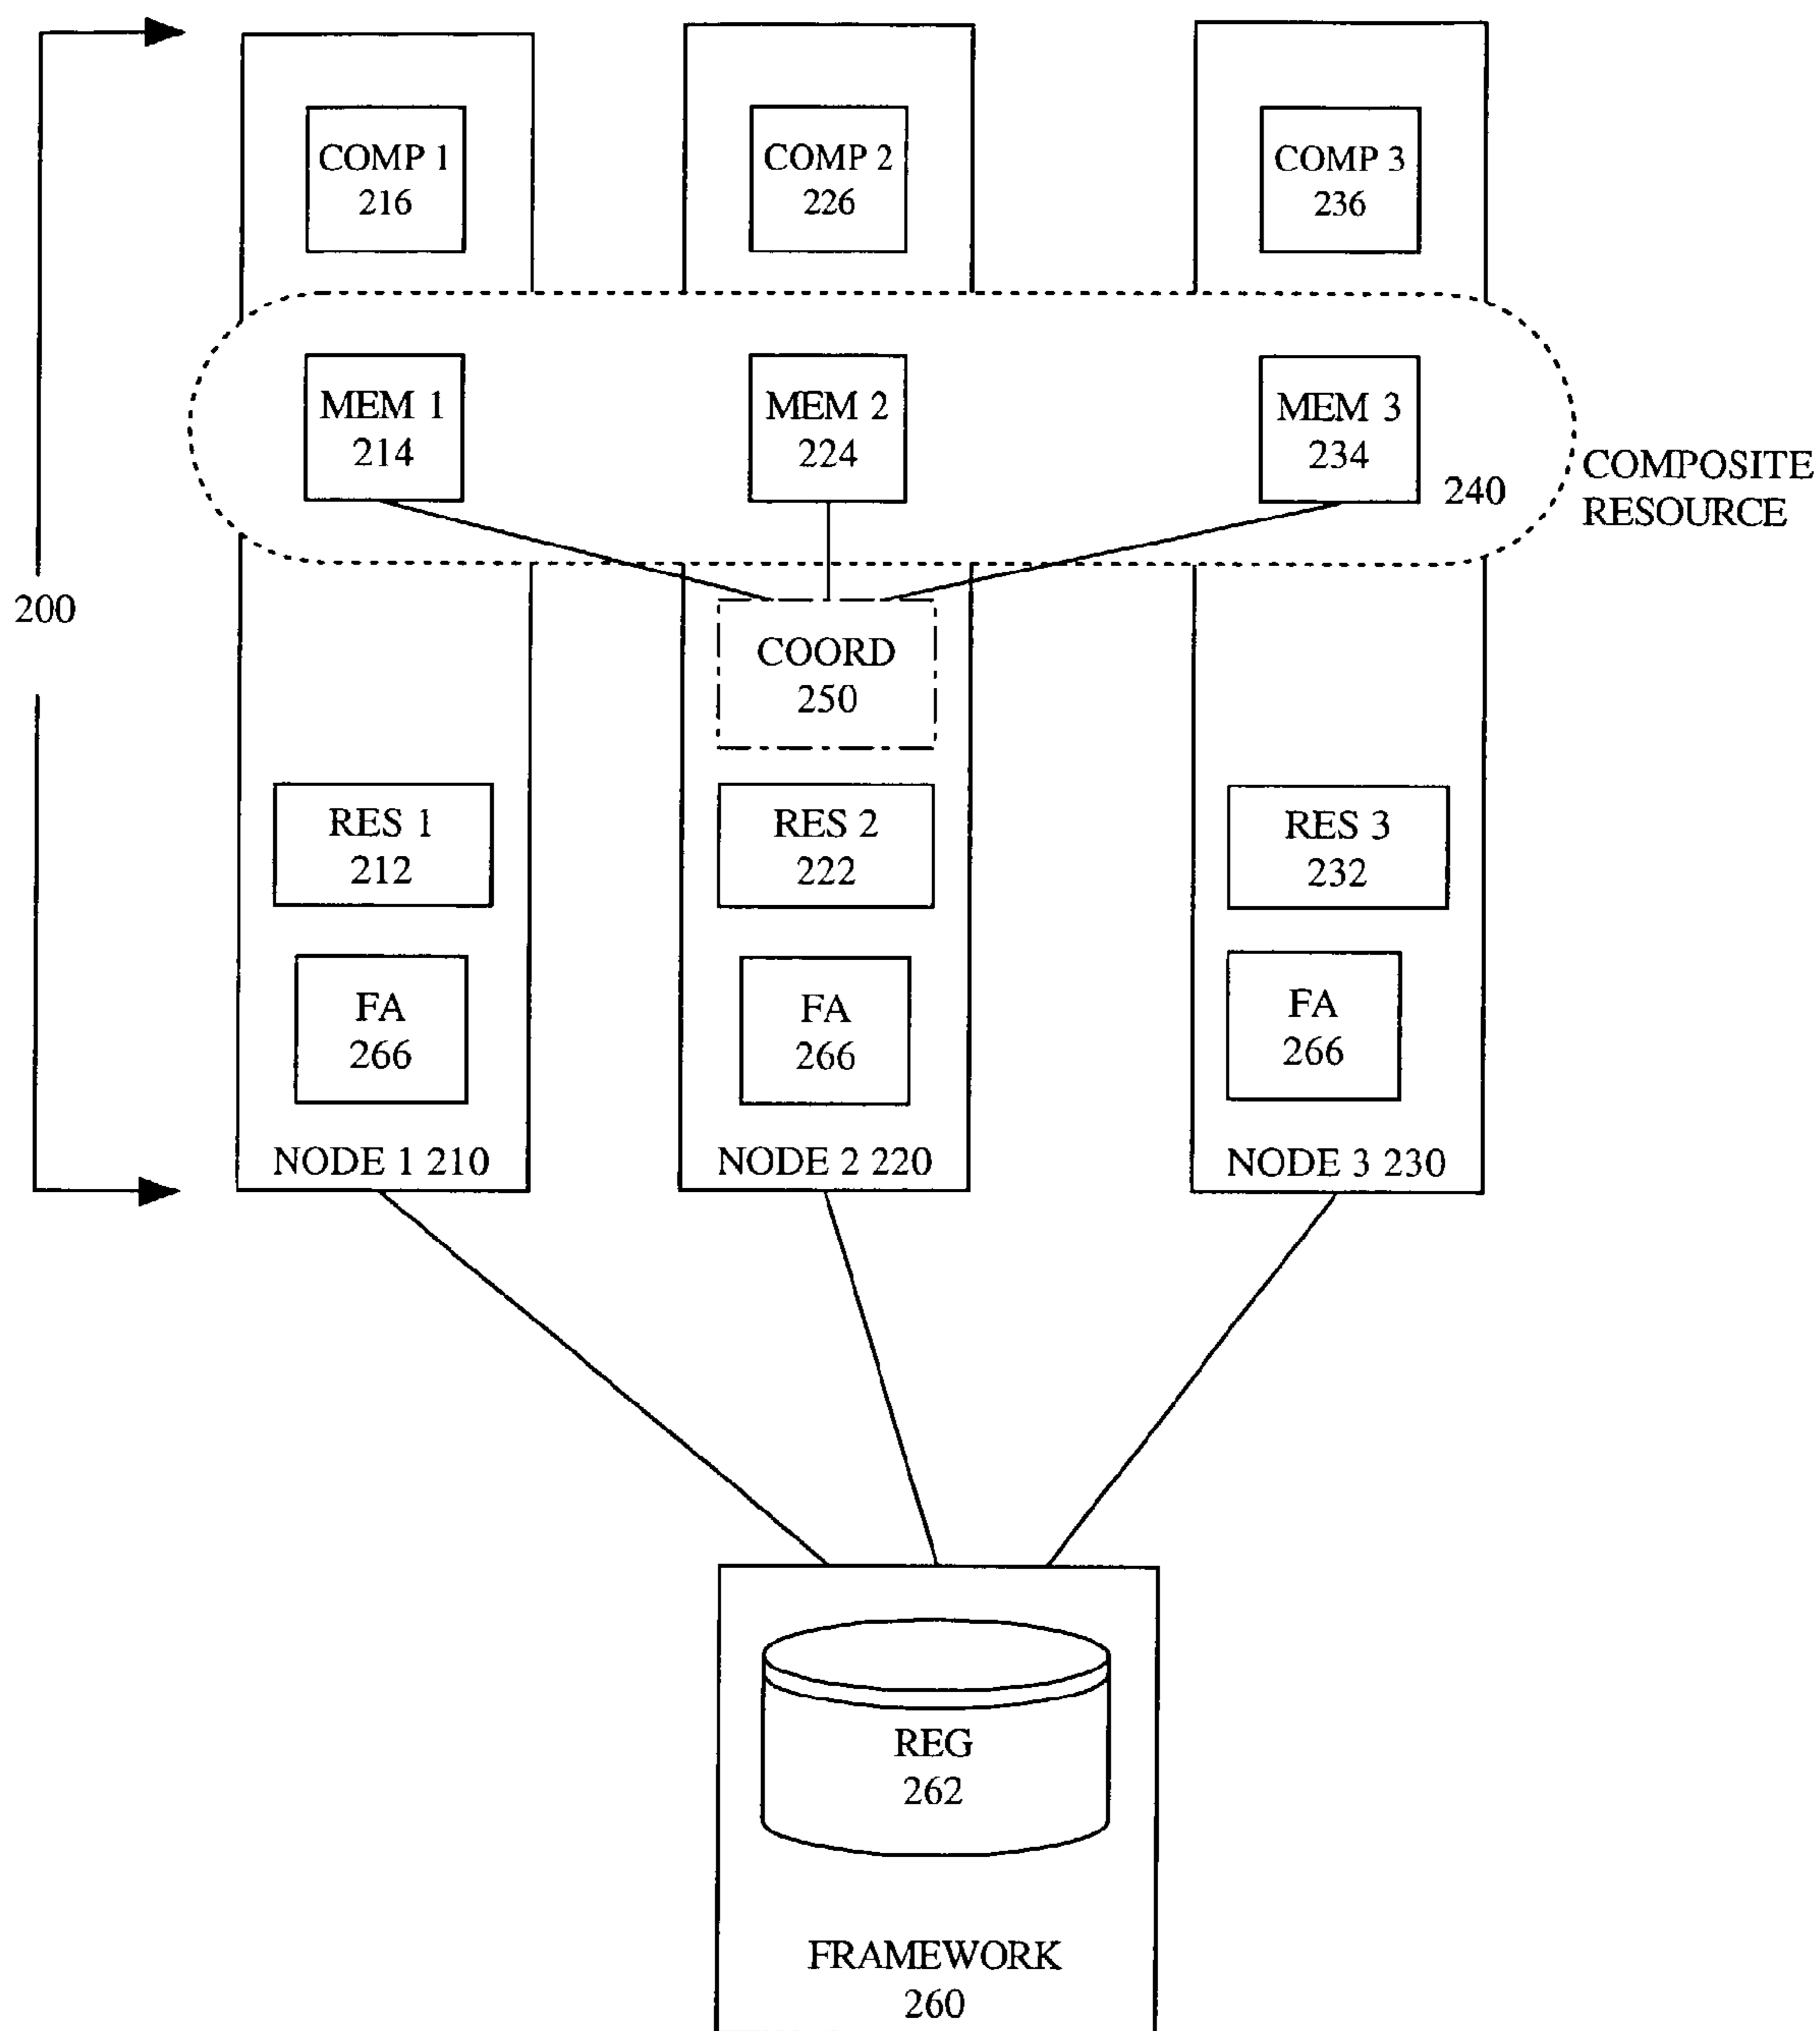 COMP 1
216
COMP 2
226
COMP 3
236
MEM 1
214
MEM 2
224
MEM 3
234
240
COMPOSITE
RESOURCE
200
COORD
250
RES 1
212
RES 2
222
RES 3
232
FA
266
FA
266
FA
266
NODE 1 210
NODE 2 220
NODE 3 230
REG
262
FRAMEWORK
260